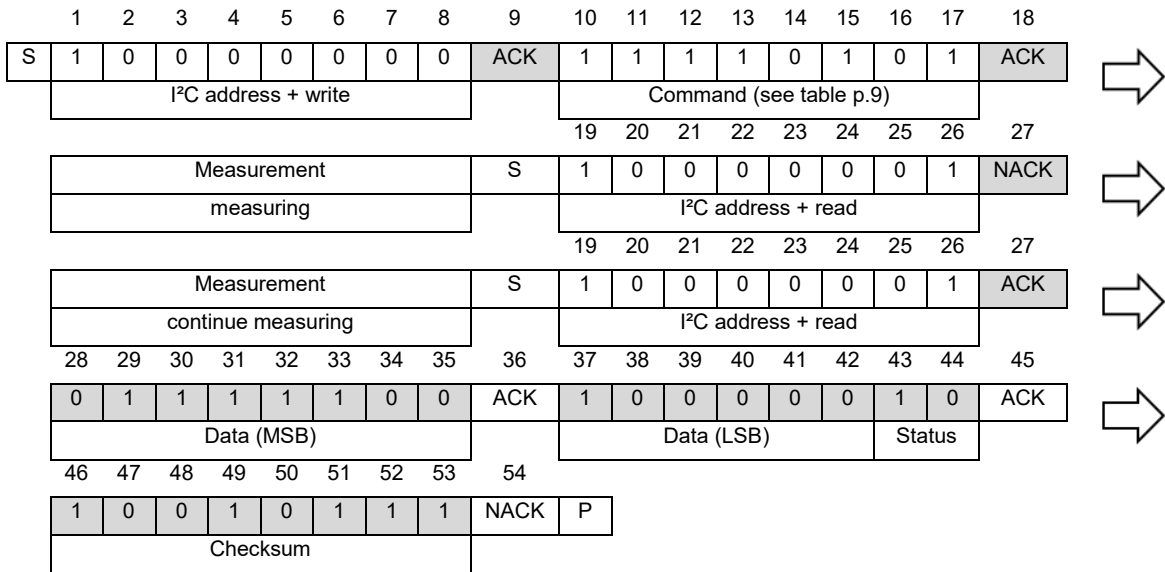 1 2 3 4 5 6 7 8 9 10 11 12 13 14 15 16 17 18
S 1 0 0 0 0 0 0 0 ACK 1 1 1 1 0 1 0 1 ACK
I²C address + write Command (see table p.9)
19 20 21 22 23 24 25 26 27
Measurement S 1 0 0 0 0 0 0 1 NACK
measuring I²C address + read
19 20 21 22 23 24 25 26 27
Measurement S 1 0 0 0 0 0 0 1 ACK
continue measuring I²C address + read
28 29 30 31 32 33 34 35 36 37 38 39 40 41 42 43 44 45
0 1 1 1 1 1 0 0 ACK 1 0 0 0 0 0 1 0 ACK
Data (MSB) Data (LSB) Status
46 47 48 49 50 51 52 53 54
1 0 0 1 0 1 1 1 NACK P
Checksum